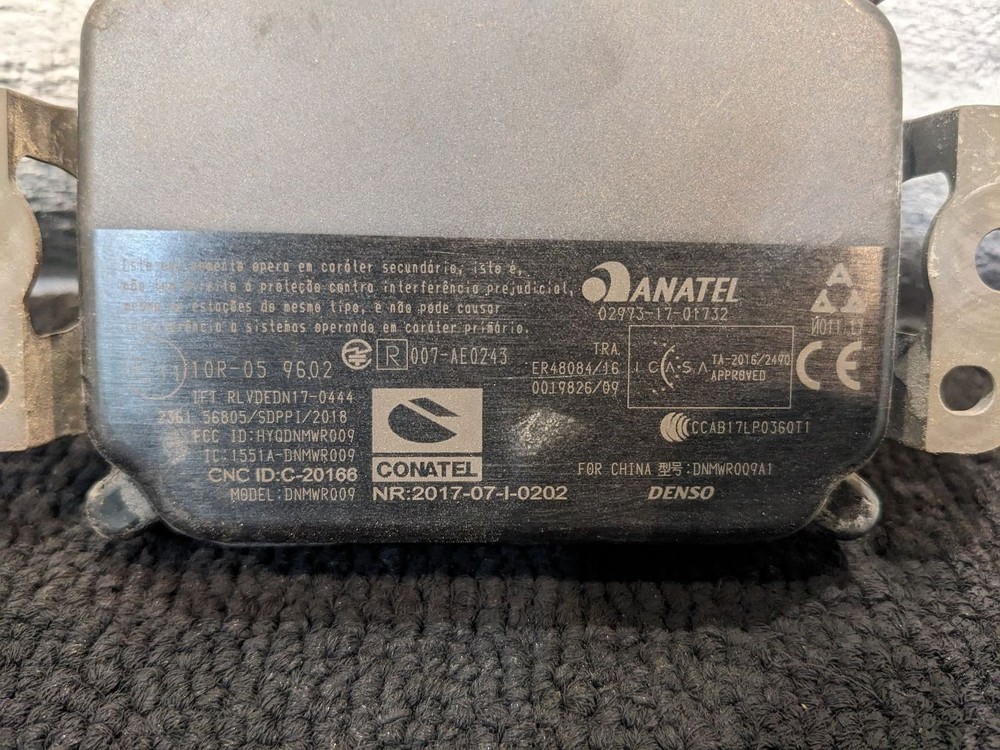 Este equipamento opera em caráter secundário, isto é,
não tem direito a proteção contra interferência prejudicial,
mesmo de estações do mesmo tipo, e não pode causar
interferência a sistemas operando em caráter primário.
ANATEL
02973-17-01732
И011 17
10R-05 9602
R 007-AE0243
TRA
ER48084/16
0019826/09
ICASA TA-2016/2490
APPROVED
CE
IFT RLVDEDN17-0444
56805/SDPPI/2018
2361
FCC ID:HYQDNMWR009
IC:1551A-DNMWR009
CNC ID:C-20166
MODEL:DNMWR009
CONATEL
NR:2017-07-I-0202
CCAB17LP0360T1
FOR CHINA 型号:DNMWR009A1
DENSO